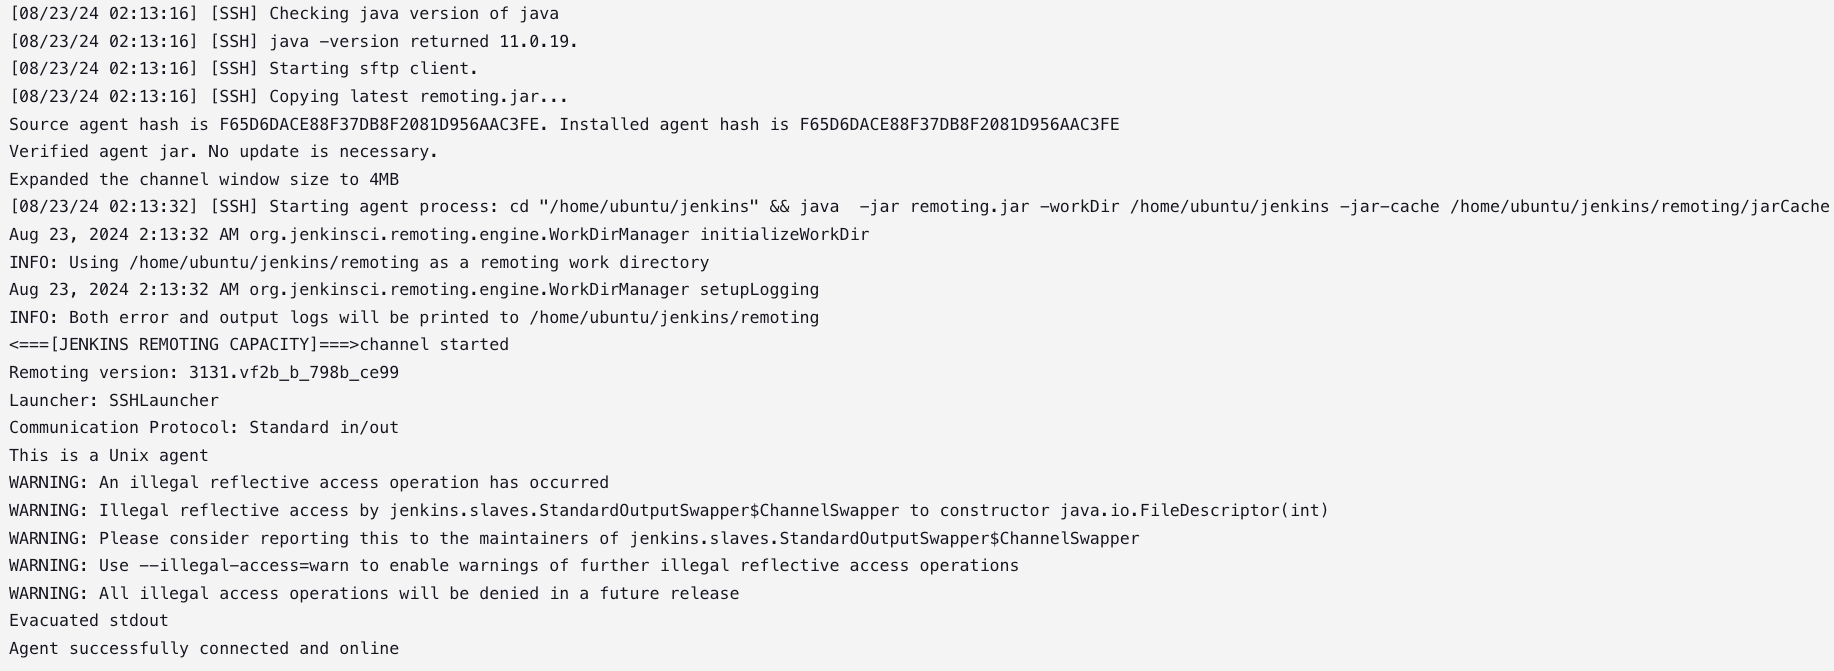 [08/23/24 02:13:16] [SSH] Checking java version of java
[08/23/24 02:13:16] [SSH] java -version returned 11.0.19.
[08/23/24 02:13:16] [SSH] Starting sftp client.
[08/23/24 02:13:16] [SSH] Copying latest remoting.jar...
Source agent hash is F65D6DACE88F37DB8F2081D956AAC3FE. Installed agent hash is F65D6DACE88F37DB8F2081D956AAC3FE
Verified agent jar. No update is necessary.
Expanded the channel window size to 4MB
[08/23/24 02:13:32] [SSH] Starting agent process: cd "/home/ubuntu/jenkins" && java  -jar remoting.jar -workDir /home/ubuntu/jenkins -jar-cache /home/ubuntu/jenkins/remoting/jarCache
Aug 23, 2024 2:13:32 AM org.jenkinsci.remoting.engine.WorkDirManager initializeWorkDir
INFO: Using /home/ubuntu/jenkins/remoting as a remoting work directory
Aug 23, 2024 2:13:32 AM org.jenkinsci.remoting.engine.WorkDirManager setupLogging
INFO: Both error and output logs will be printed to /home/ubuntu/jenkins/remoting
<===[JENKINS REMOTING CAPACITY]===>channel started
Remoting version: 3131.vf2b_b_798b_ce99
Launcher: SSHLauncher
Communication Protocol: Standard in/out
This is a Unix agent
WARNING: An illegal reflective access operation has occurred
WARNING: Illegal reflective access by jenkins.slaves.StandardOutputSwapper$ChannelSwapper to constructor java.io.FileDescriptor(int)
WARNING: Please consider reporting this to the maintainers of jenkins.slaves.StandardOutputSwapper$ChannelSwapper
WARNING: Use --illegal-access=warn to enable warnings of further illegal reflective access operations
WARNING: All illegal access operations will be denied in a future release
Evacuated stdout
Agent successfully connected and online